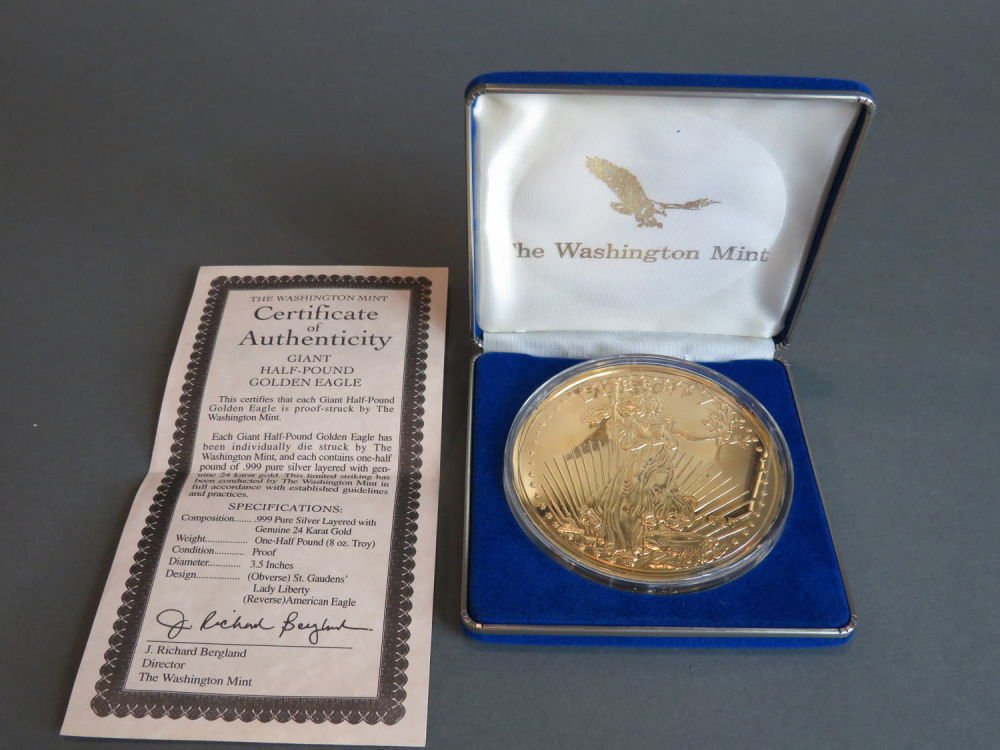 THE WASHINGTON MINT
Certificate
of
Authenticity
GIANT
HALF-POUND
GOLDEN EAGLE
This certifies that each Giant Half-Pound
Golden Eagle is proof-struck by The
Washington Mint.
Each Giant Half-Pound Golden Eagle has
been individually die struck by The
Washington Mint, and each contains one-half
pound of .999 pure silver layered with gen-
uine 24 karat gold. This limited striking has
been conducted by The Washington Mint in
full accordance with established guidelines
and practices.
SPECIFICATIONS:
Composition....... .999 Pure Silver Layered with
Genuine 24 Karat Gold
Weight................ One-Half Pound (8 oz. Troy)
Condition............ Proof
Diameter.............. 3.5 Inches
Design.................. (Obverse) St. Gaudens'
Lady Liberty
(Reverse)American Eagle
J. Richard Bergland
J. Richard Bergland
Director
The Washington Mint
The Washington Mint